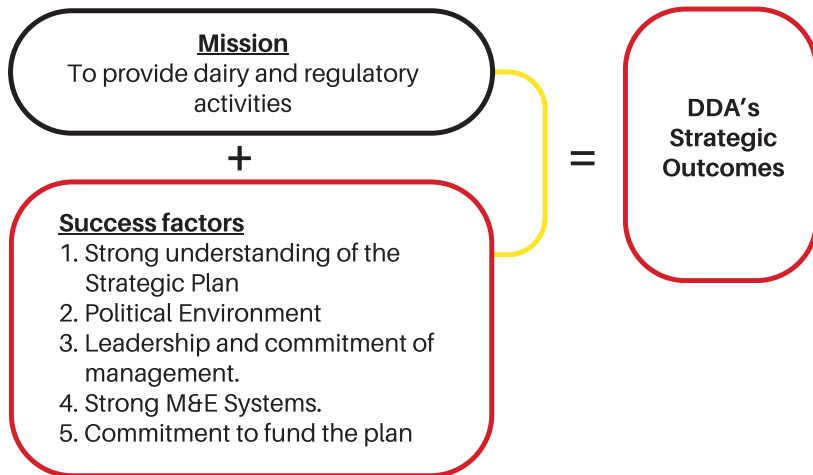 Mission
To provide dairy and regulatory
activities
+
Success factors
1. Strong understanding of the
Strategic Plan
2. Political Environment
3. Leadership and commitment of
management.
4. Strong M&E Systems.
5. Commitment to fund the plan
=
DDA’s
Strategic
Outcomes